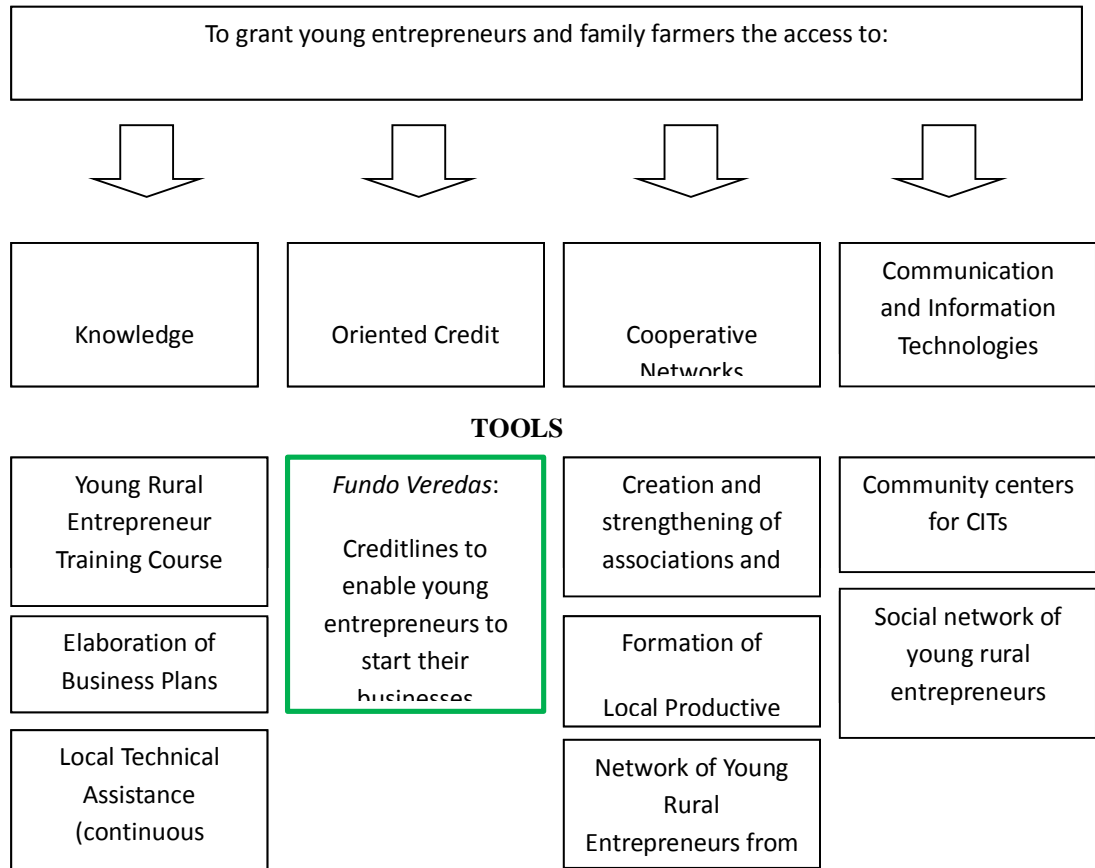 To grant young entrepreneurs and family farmers the access to:
Knowledge
Oriented Credit
Cooperative
Networks
Communication
and Information
Technologies
TOOLS
Young Rural
Entrepreneur
Training Course
Elaboration of
Business Plans
Local Technical
Assistance
(continuous
Fundo Veredas:
Creditlines to
enable young
entrepreneurs to
start their
businesses
Creation and
strengthening of
associations and
Formation of
Local Productive
Network of Young
Rural
Entrepreneurs from
Community centers
for CITs
Social network of
young rural
entrepreneurs